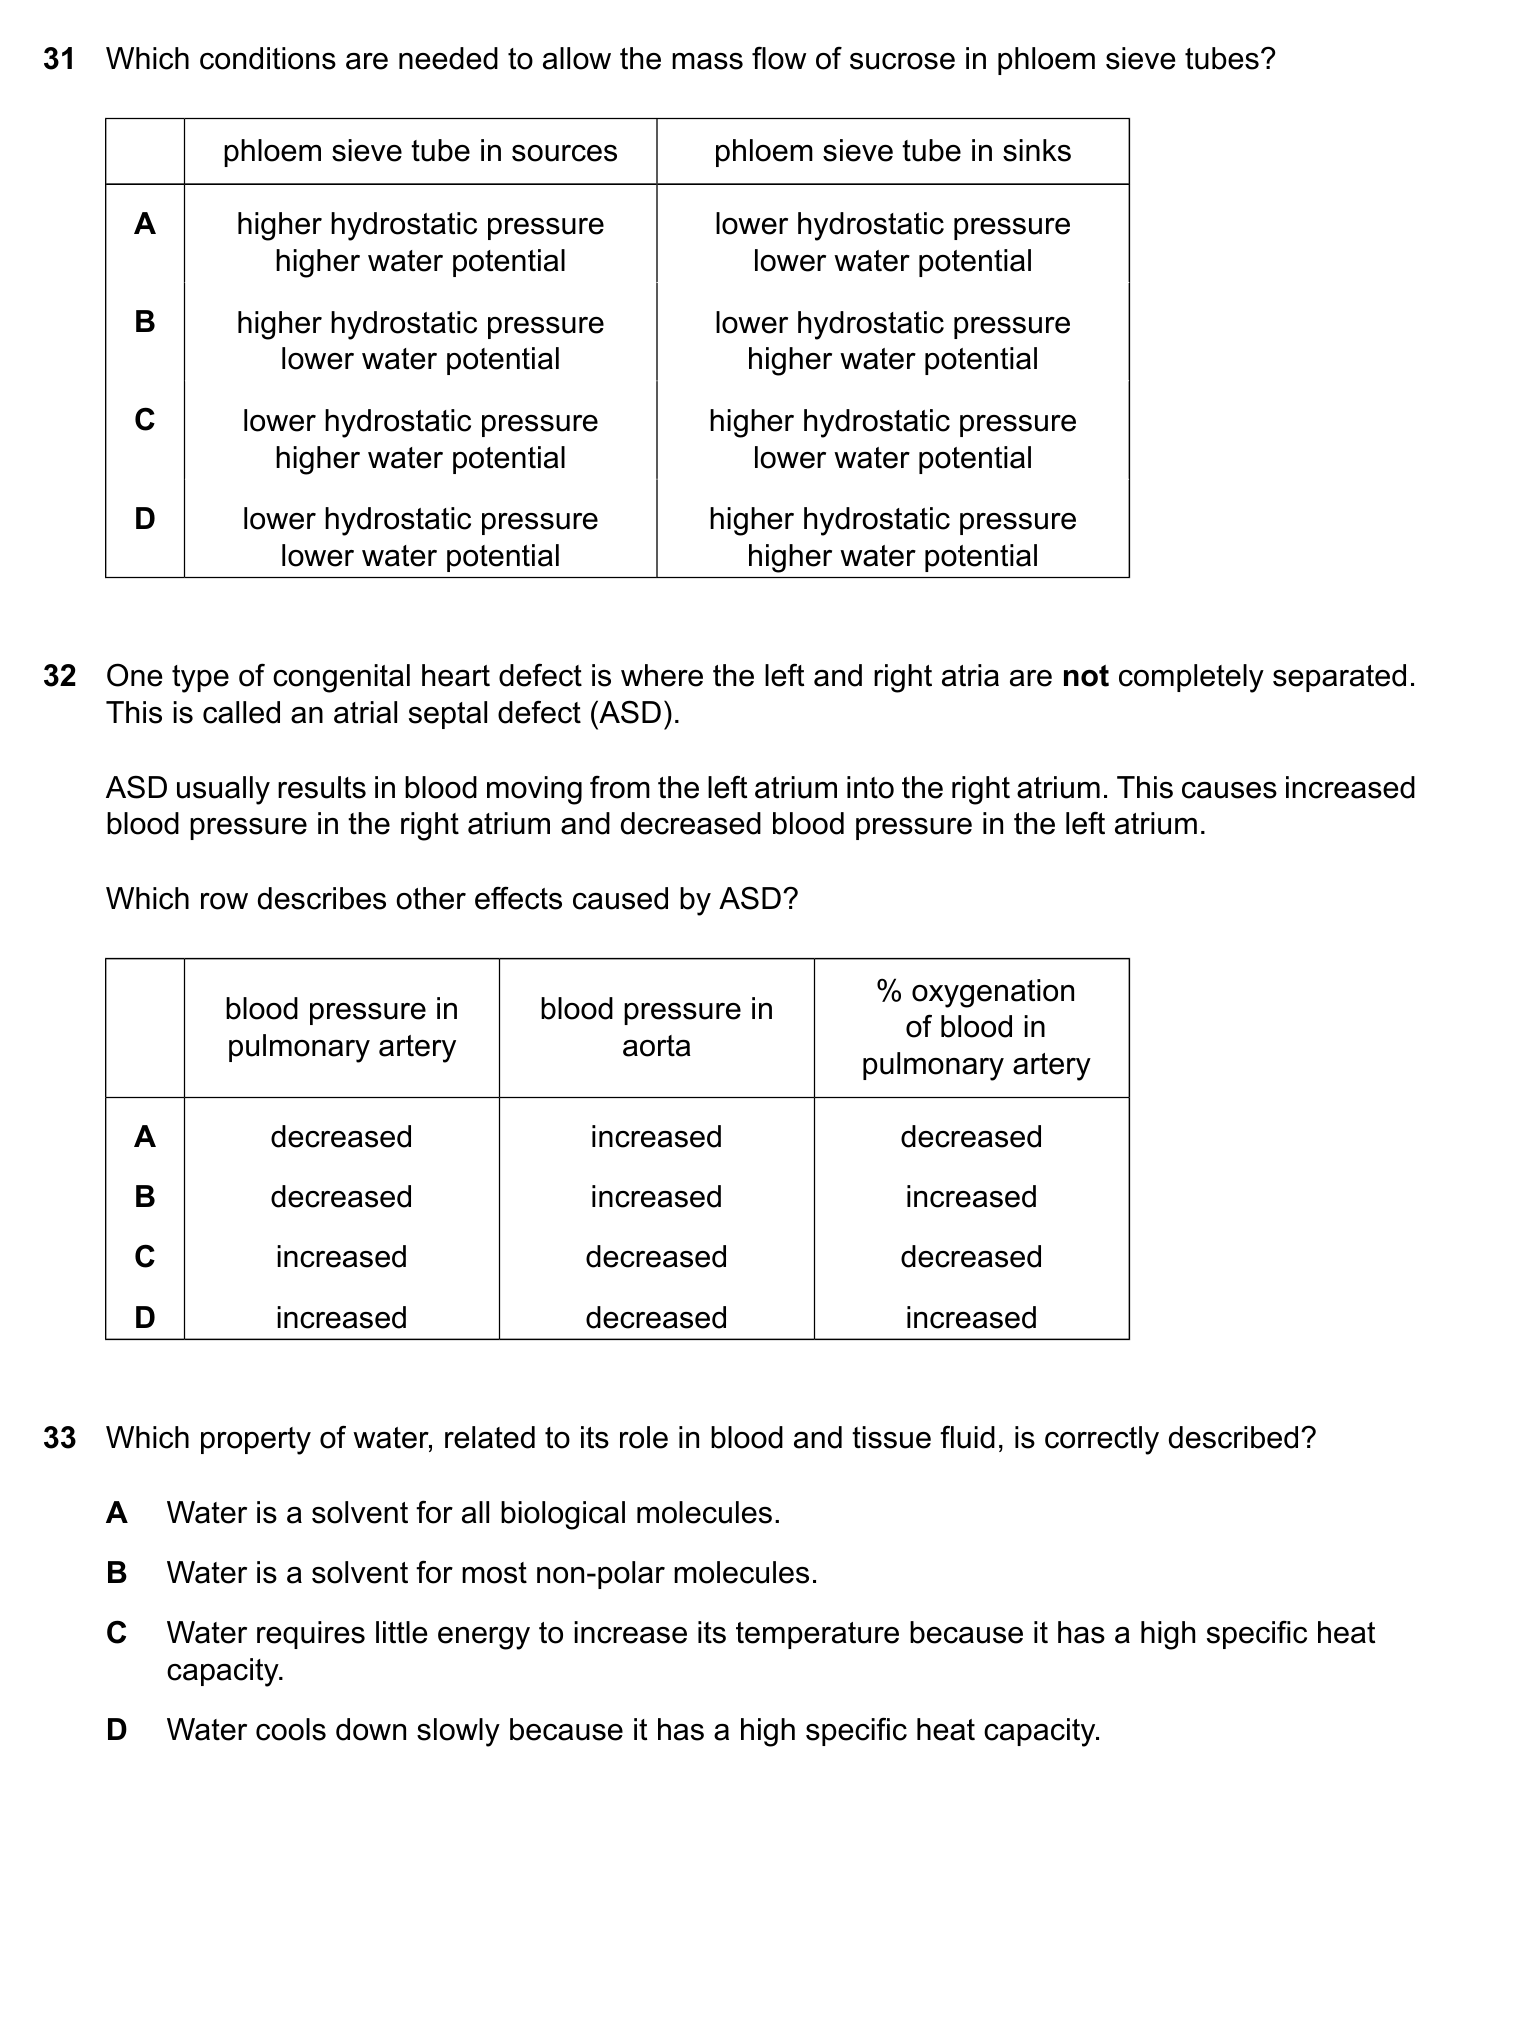 31 Which conditions are needed to allow the mass flow of sucrose in phloem sieve tubes?
phloem sieve tube in sources phloem sieve tube in sinks
A higher hydrostatic pressure lower hydrostatic pressure
higher water potential lower water potential
B higher hydrostatic pressure lower hydrostatic pressure
lower water potential higher water potential
C lower hydrostatic pressure higher hydrostatic pressure
higher water potential lower water potential
D lower hydrostatic pressure higher hydrostatic pressure
lower water potential higher water potential
32 One type of congenital heart defect is where the left and right atria are not completely separated.
This is called an atrial septal defect (ASD).
ASD usually results in blood moving from the left atrium into the right atrium. This causes increased
blood pressure in the right atrium and decreased blood pressure in the left atrium.
Which row describes other effects caused by ASD?
blood pressure in pulmonary artery blood pressure in aorta % oxygenation of blood in pulmonary artery
A decreased increased decreased
B decreased increased increased
C increased decreased decreased
D increased decreased increased
33 Which property of water, related to its role in blood and tissue fluid, is correctly described?
A Water is a solvent for all biological molecules.
B Water is a solvent for most non-polar molecules.
C Water requires little energy to increase its temperature because it has a high specific heat
capacity.
D Water cools down slowly because it has a high specific heat capacity.